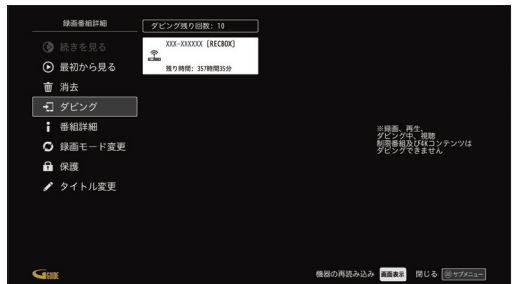 録画番組詳細
ダビング残り回数: 10
続きを見る
XXX-XXXXXX [RECBOX]
残り時間: 357時間35分
最初から見る
消去
ダビング
番組詳細
録画モード変更
保護
タイトル変更
※録画、再生、
ダビング中、視聴
制限番組及び4Kコンテンツは
ダビングできません
G GUIDE
機器の再読み込み 画面表示 閉じる サブメニュー